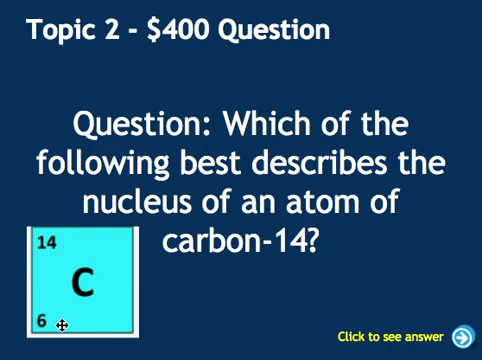 Topic 2 - $400 Question
Question: Which of the
following best describes the
nucleus of an atom of
carbon-14?
14
C
6
Click to see answer